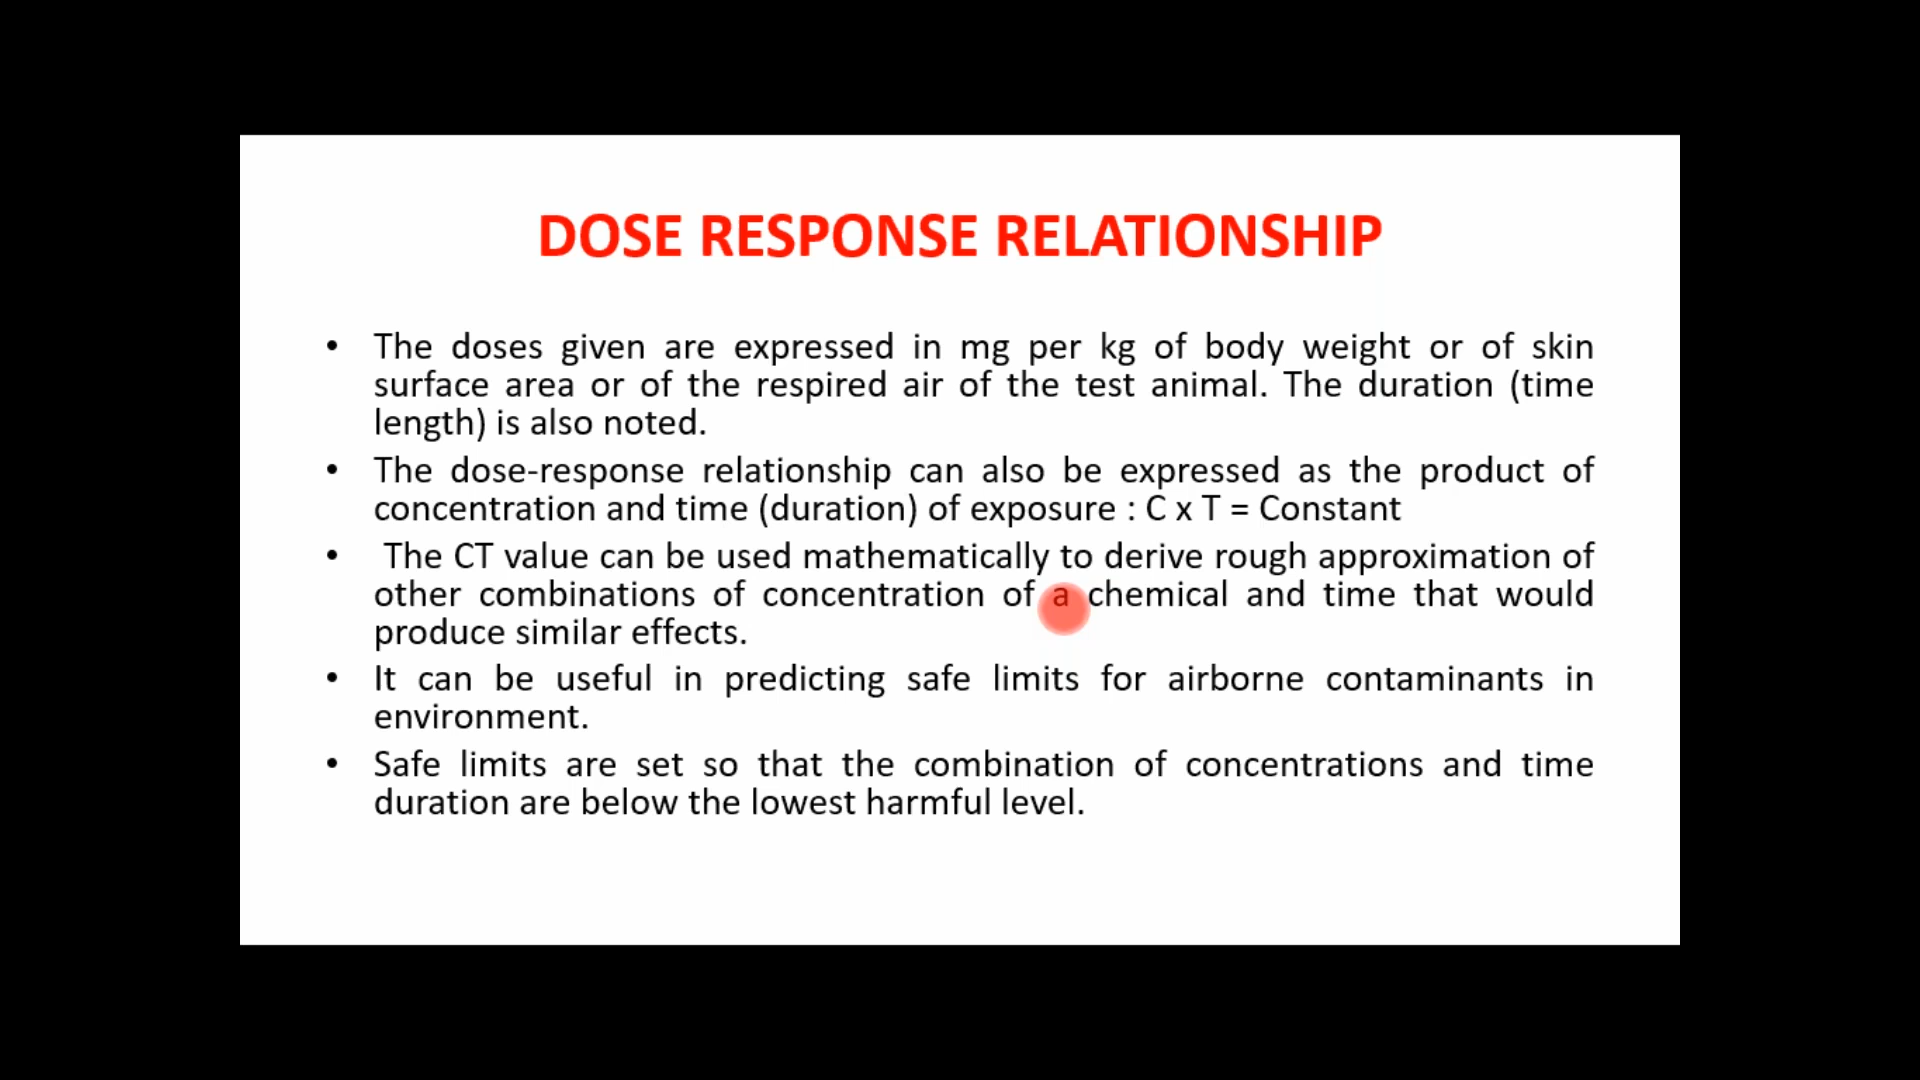 DOSE RESPONSE RELATIONSHIP
• The doses given are expressed in mg per kg of body weight or of skin
surface area or of the respired air of the test animal. The duration (time
length) is also noted.
• The dose-response relationship can also be expressed as the product of
concentration and time (duration) of exposure : C x T = Constant
• The CT value can be used mathematically to derive rough approximation of
other combinations of concentration of a chemical and time that would
produce similar effects.
• It can be useful in predicting safe limits for airborne contaminants in
environment.
• Safe limits are set so that the combination of concentrations and time
duration are below the lowest harmful level.